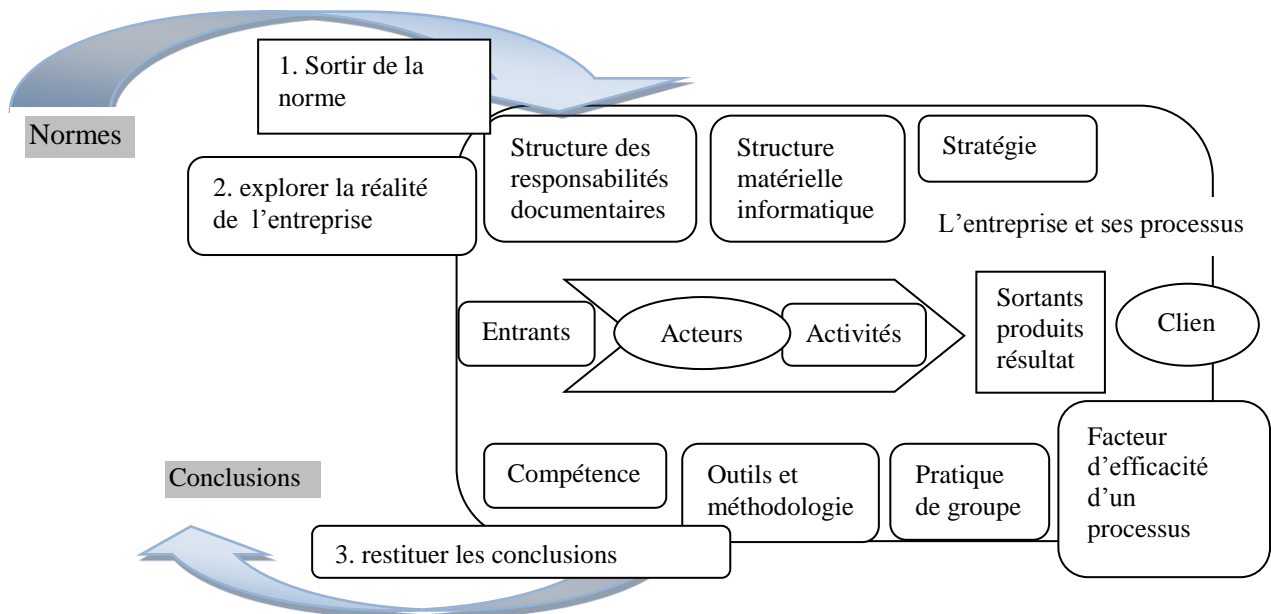 1. Sortir de la
norme
Normes
2. explorer la réalité
de l’entreprise
Structure des
responsabilités
documentaires
Structure
matérielle
informatique
Stratégie
L’entreprise et ses processus
Entrants
Acteurs
Activités
Sortants
produits
résultat
Clien
Conclusions
Compétence
Outils et
méthodologie
Pratique
de groupe
Facteur
d’efficacité
d’un
processus
3. restituer les conclusions